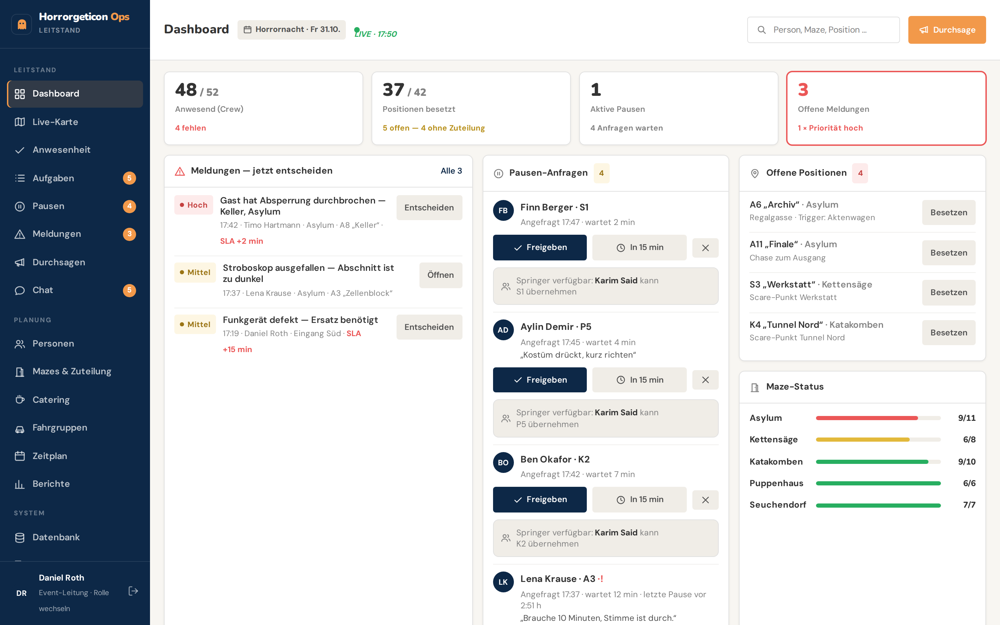 Horrorgeticon Ops
LEITSTAND
LEITSTAND
Dashboard
Live-Karte
Anwesenheit
Aufgaben 5
Pausen 4
Meldungen 3
Durchsagen
Chat 5
PLANUNG
Personen
Mazes & Zuteilung
Catering
Fahrgruppen
Zeitplan
Berichte
SYSTEM
Datenbank
DR
Daniel Roth
Event-Leitung · Rolle
wechseln
Dashboard
Horrornacht · Fr 31.10.
LIVE · 17:50
Person, Maze, Position ...
Durchsage
48 / 52
Anwesend (Crew)
4 fehlen
37 / 42
Positionen besetzt
5 offen — 4 ohne Zuteilung
1
Aktive Pausen
4 Anfragen warten
3
Offene Meldungen
1 × Priorität hoch
Meldungen — jetzt entscheiden
Alle 3
Hoch
Gast hat Absperrung durchbrochen —
Keller, Asylum
17:42 · Timo Hartmann · Asylum · A8 „Keller“ ·
SLA +2 min
Entscheiden
Mittel
Stroboskop ausgefallen — Abschnitt ist
zu dunkel
17:37 · Lena Krause · Asylum · A3 „Zellenblock“
Öffnen
Mittel
Funkgerät defekt — Ersatz benötigt
17:19 · Daniel Roth · Eingang Süd · SLA
+15 min
Entscheiden
Pausen-Anfragen 4
FB
Finn Berger · S1
Angefragt 17:47 · wartet 2 min
Freigeben
In 15 min
Springer verfügbar: Karim Said kann
S1 übernehmen
AD
Aylin Demir · P5
Angefragt 17:45 · wartet 4 min
„Kostüm drückt, kurz richten“
Freigeben
In 15 min
Springer verfügbar: Karim Said kann
P5 übernehmen
BO
Ben Okafor · K2
Angefragt 17:42 · wartet 7 min
Freigeben
In 15 min
Springer verfügbar: Karim Said kann
K2 übernehmen
LK
Lena Krause · A3 ·!
Angefragt 17:37 · wartet 12 min · letzte Pause vor
2:51 h
„Brauche 10 Minuten, Stimme ist durch.“
Offene Positionen 4
A6 „Archiv“ · Asylum
Regalgasse · Trigger: Aktenwagen
Besetzen
A11 „Finale“ · Asylum
Chase zum Ausgang
Besetzen
S3 „Werkstatt“ · Kettensäge
Scare-Punkt Werkstatt
Besetzen
K4 „Tunnel Nord“ · Katakomben
Scare-Punkt Tunnel Nord
Besetzen
Maze-Status
Asylum 9/11
Kettensäge 6/8
Katakomben 9/10
Puppenhaus 6/6
Seuchendorf 7/7